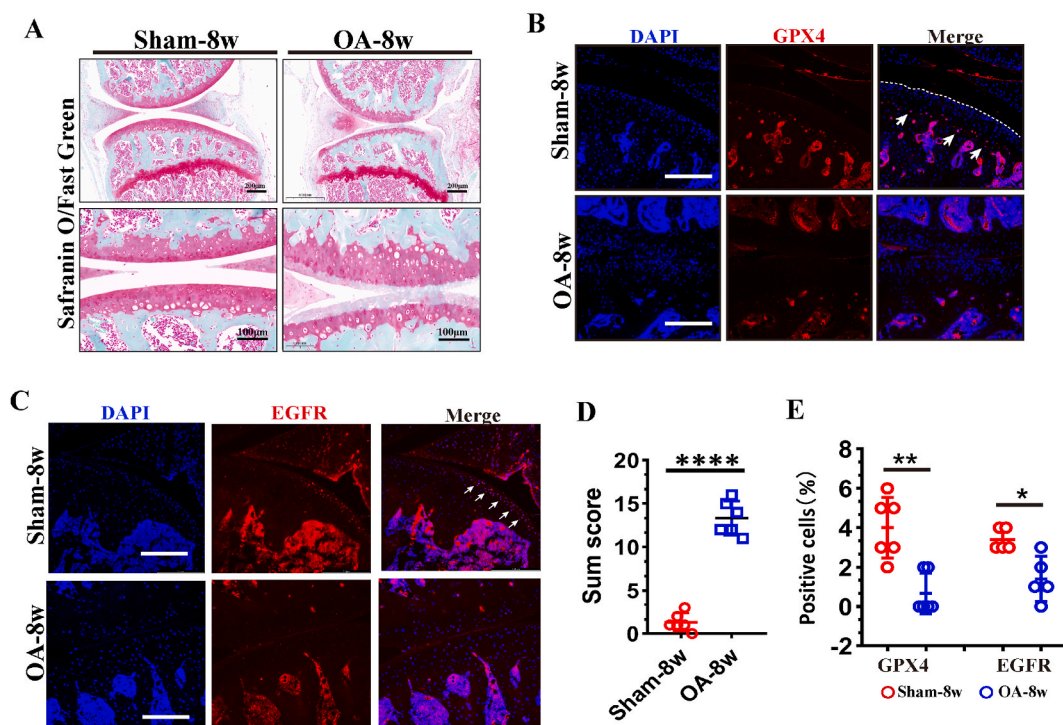 A
Sham-8w OA-8w
Safranin O/Fast Green
200μm 200μm
100μm 100μm
B
DAPI GPX4 Merge
Sham-8w
OA-8w
C
DAPI EGFR Merge
Sham-8w
OA-8w
D
****
Sum score
20
15
10
5
0
Sham-8w OA-8w
E
** *
Positive cells (%)
8
6
4
2
0
-2
GPX4 EGFR
Sham-8w OA-8w